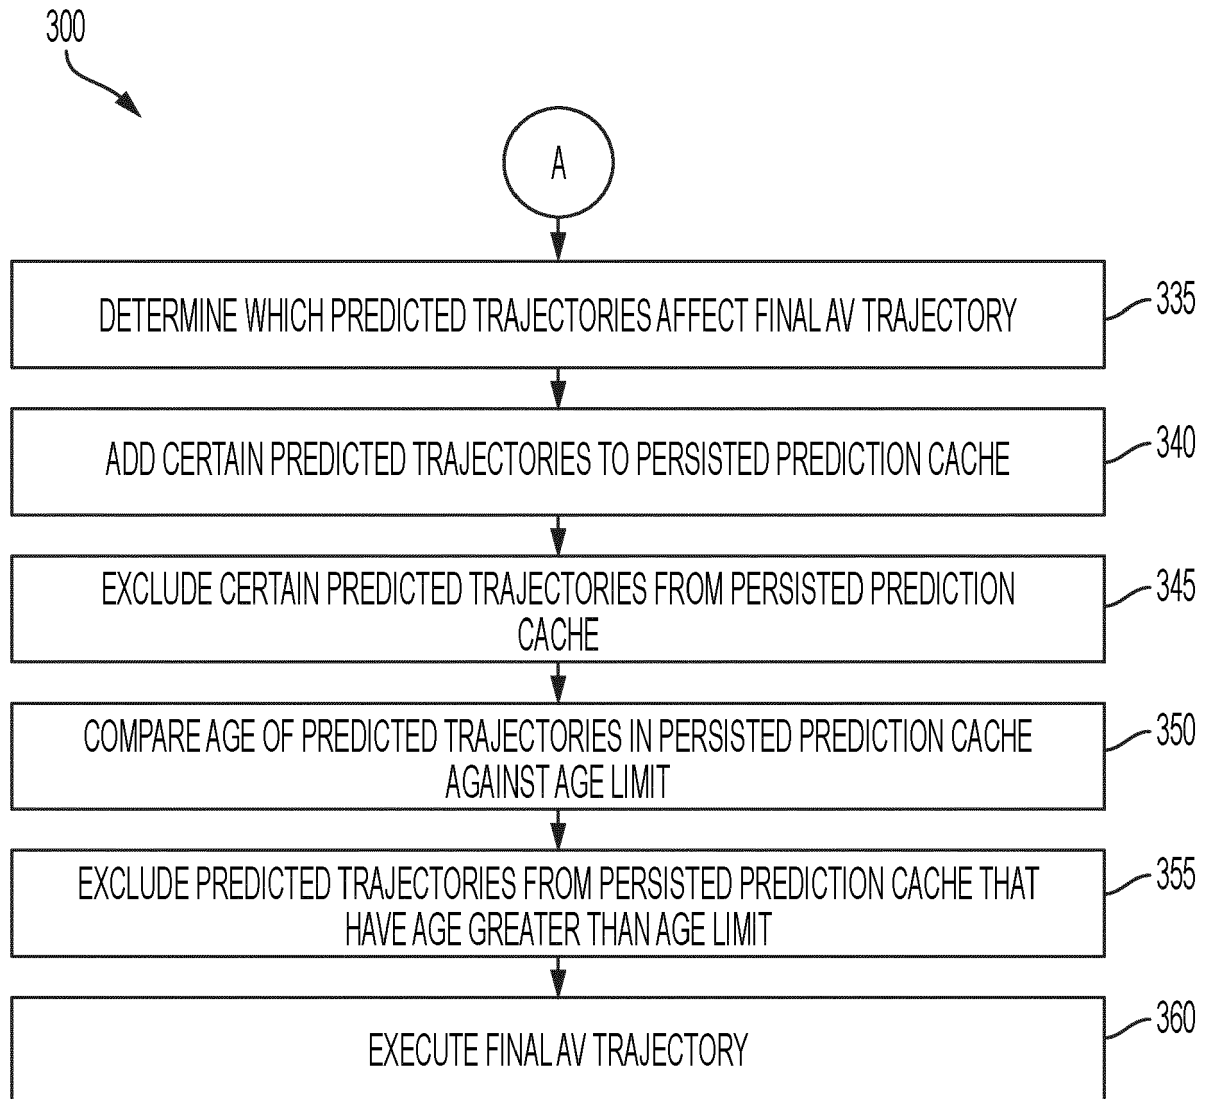 300
A
DETERMINE WHICH PREDICTED TRAJECTORIES AFFECT FINAL AV TRAJECTORY
335
ADD CERTAIN PREDICTED TRAJECTORIES TO PERSISTED PREDICTION CACHE
340
EXCLUDE CERTAIN PREDICTED TRAJECTORIES FROM PERSISTED PREDICTION
CACHE
345
COMPARE AGE OF PREDICTED TRAJECTORIES IN PERSISTED PREDICTION CACHE
AGAINST AGE LIMIT
350
EXCLUDE PREDICTED TRAJECTORIES FROM PERSISTED PREDICTION CACHE THAT
HAVE AGE GREATER THAN AGE LIMIT
355
EXECUTE FINAL AV TRAJECTORY
360